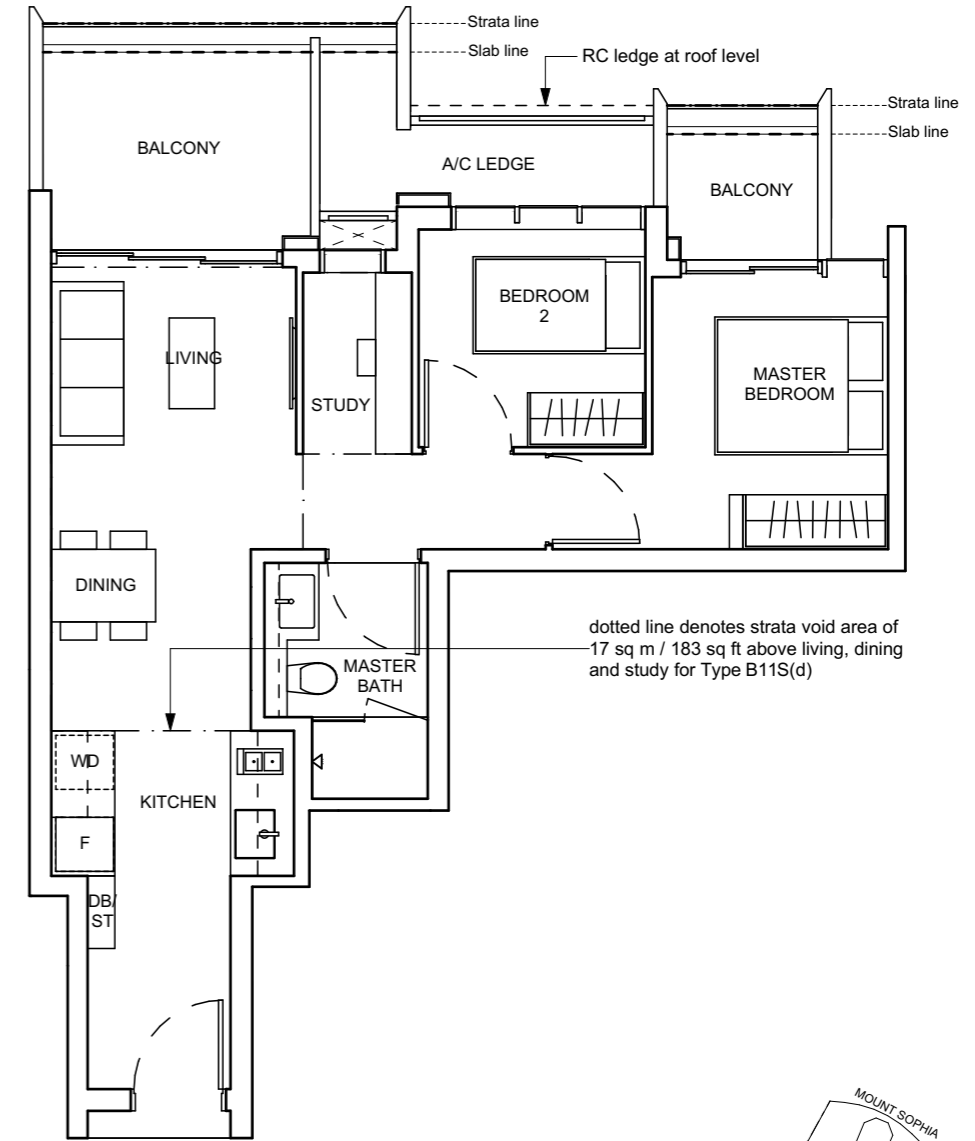 Strata line
Slab line
RC ledge at roof level
Strata line
Slab line
BALCONY
A/C LEDGE
BALCONY
BEDROOM
2
LIVING
MASTER
BEDROOM
STUDY
DINING
dotted line denotes strata void area of
17 sq m / 183 sq ft above living, dining
and study for Type B11S(d)
MASTER
BATH
WD
KITCHEN
F
DB/
ST
MOUNT SOPHIA